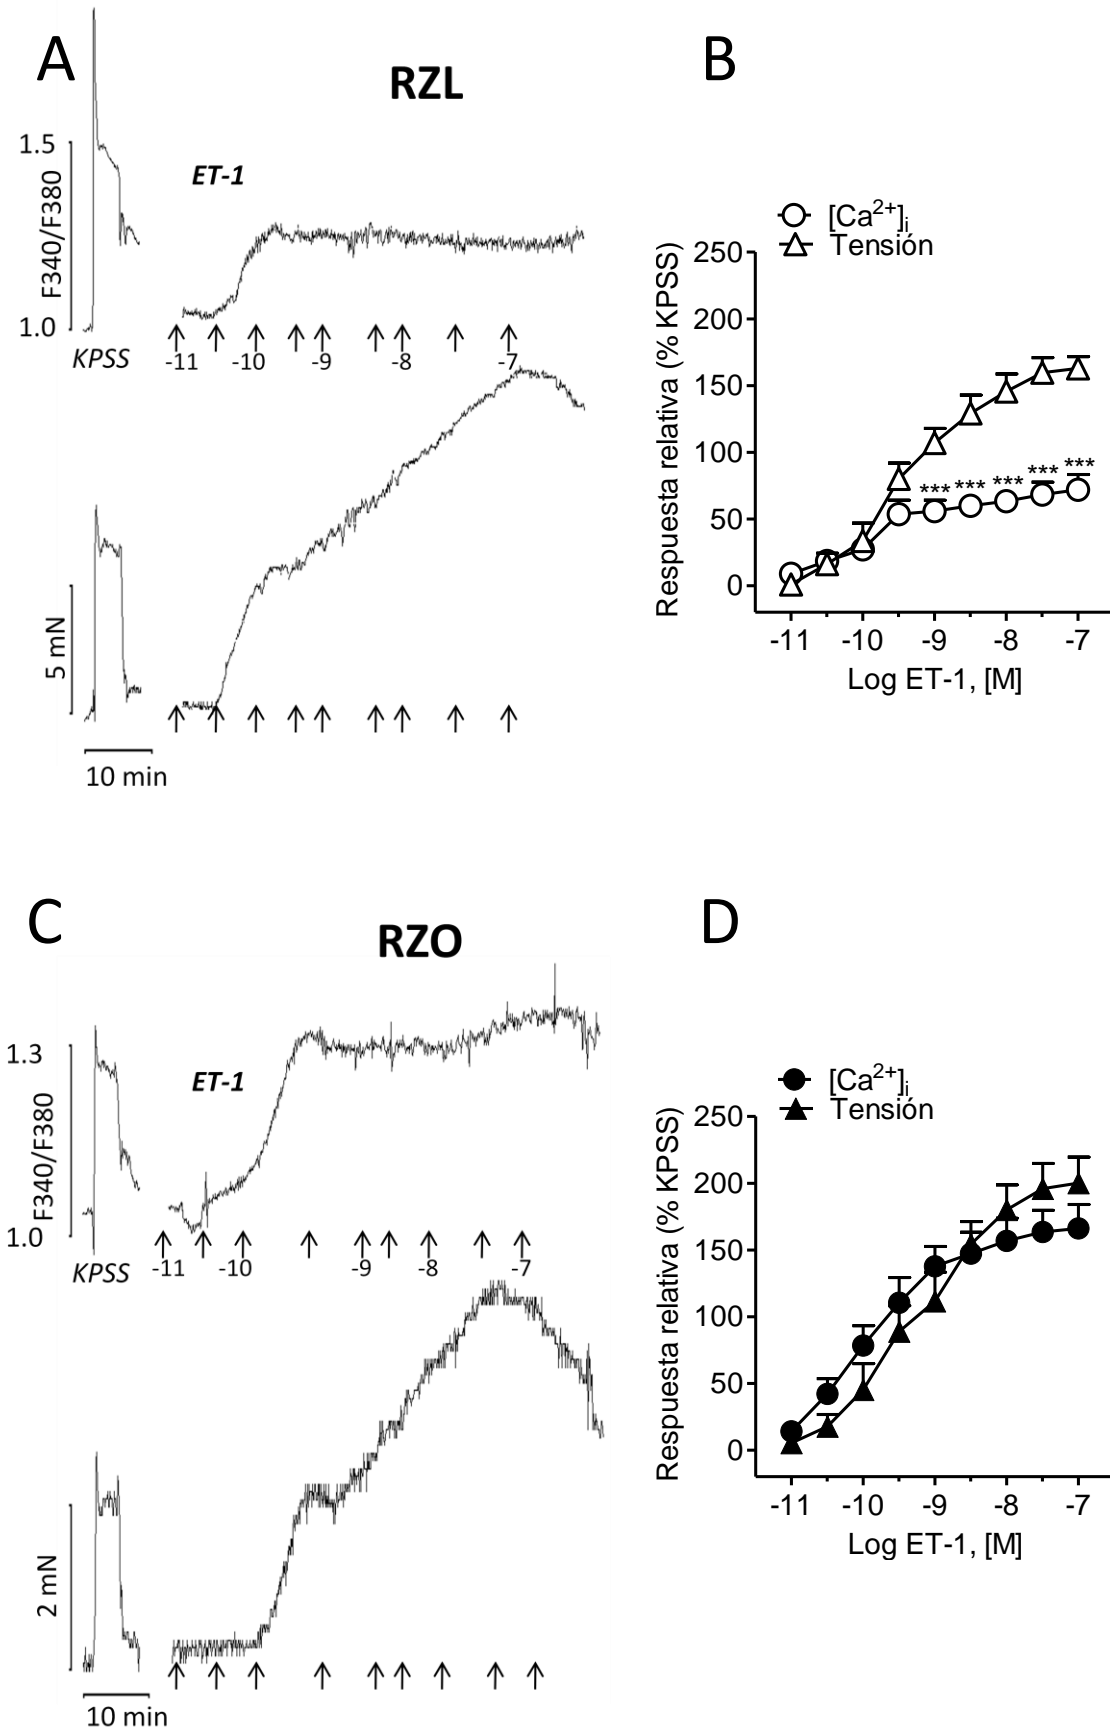 A
RZL
1.5
F340/F380
1.0
ET-1
KPSS
-11
-10
-9
-8
-7
5 mN
10 min
B
[Ca²⁺]ᵢ
Tensión
Respuesta relativa (% KPSS)
250
200
150
100
50
0
*** *** *** *** ***
-11 -10 -9 -8 -7
Log ET-1, [M]
C
RZO
1.3
F340/F380
1.0
ET-1
KPSS
-11
-10
-9
-8
-7
2 mN
10 min
D
[Ca²⁺]ᵢ
Tensión
Respuesta relativa (% KPSS)
250
200
150
100
50
0
-11 -10 -9 -8 -7
Log ET-1, [M]